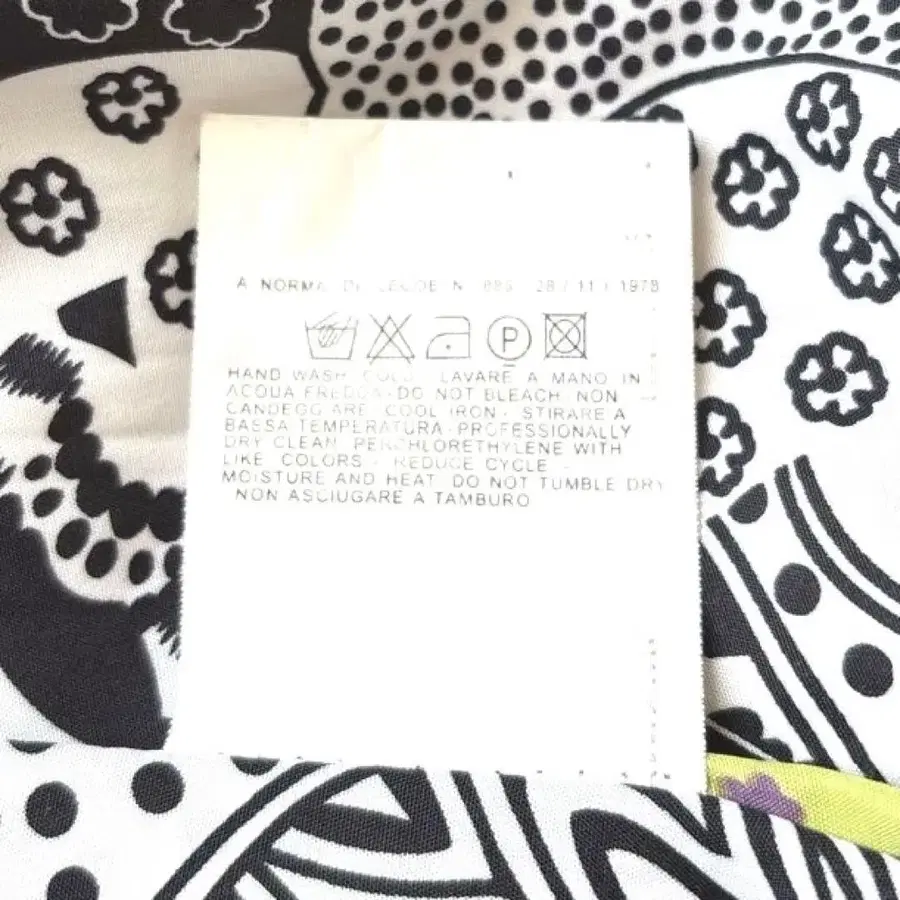 A NORMA DI LEGGE N 883 28 / 11 / 1978
P
HAND WASH COLD LAVARE A MANO IN
ACQUA FREDDA - DO NOT BLEACH NON
CANDEGGIARE COOL IRON - STIRARE A
BASSA TEMPERATURA - PROFESSIONALLY
DRY CLEAN PERCHLORETHYLENE WITH
LIKE COLORS - REDUCE CYCLE -
MOISTURE AND HEAT DO NOT TUMBLE DRY
NON ASCIUGARE A TAMBURO